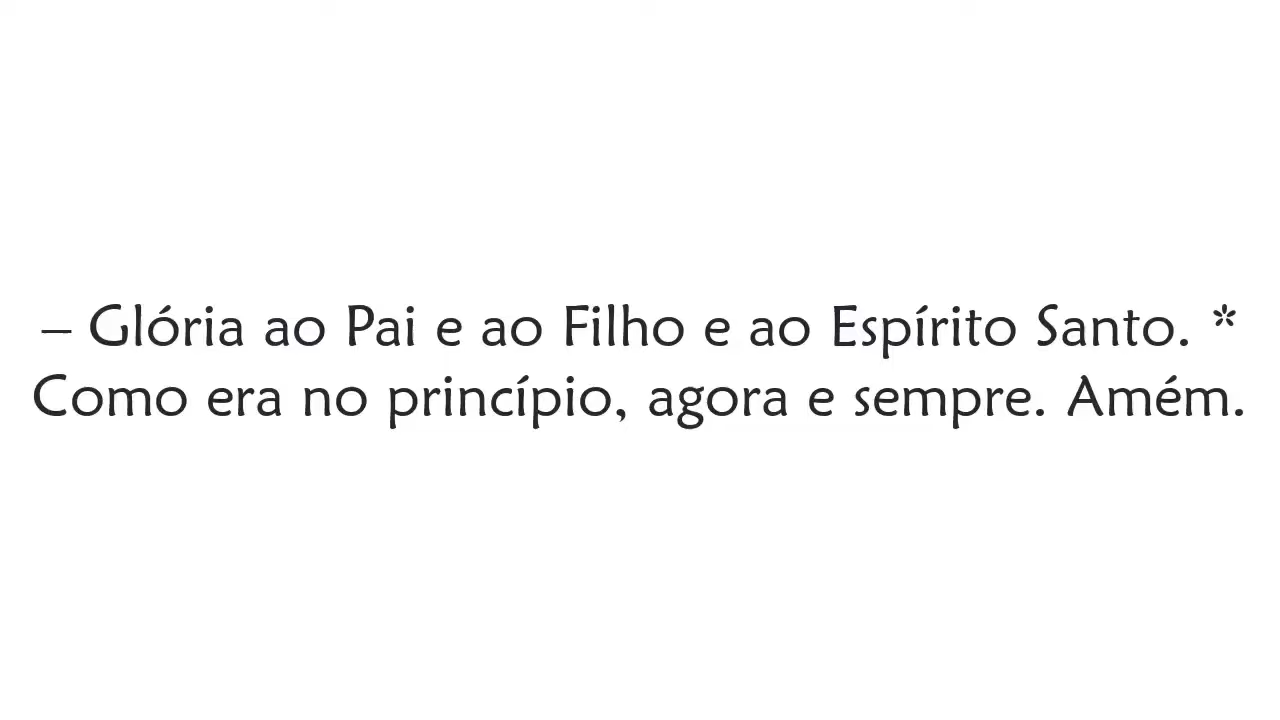 – Glória ao Pai e ao Filho e ao Espírito Santo. *
Como era no princípio, agora e sempre. Amém.